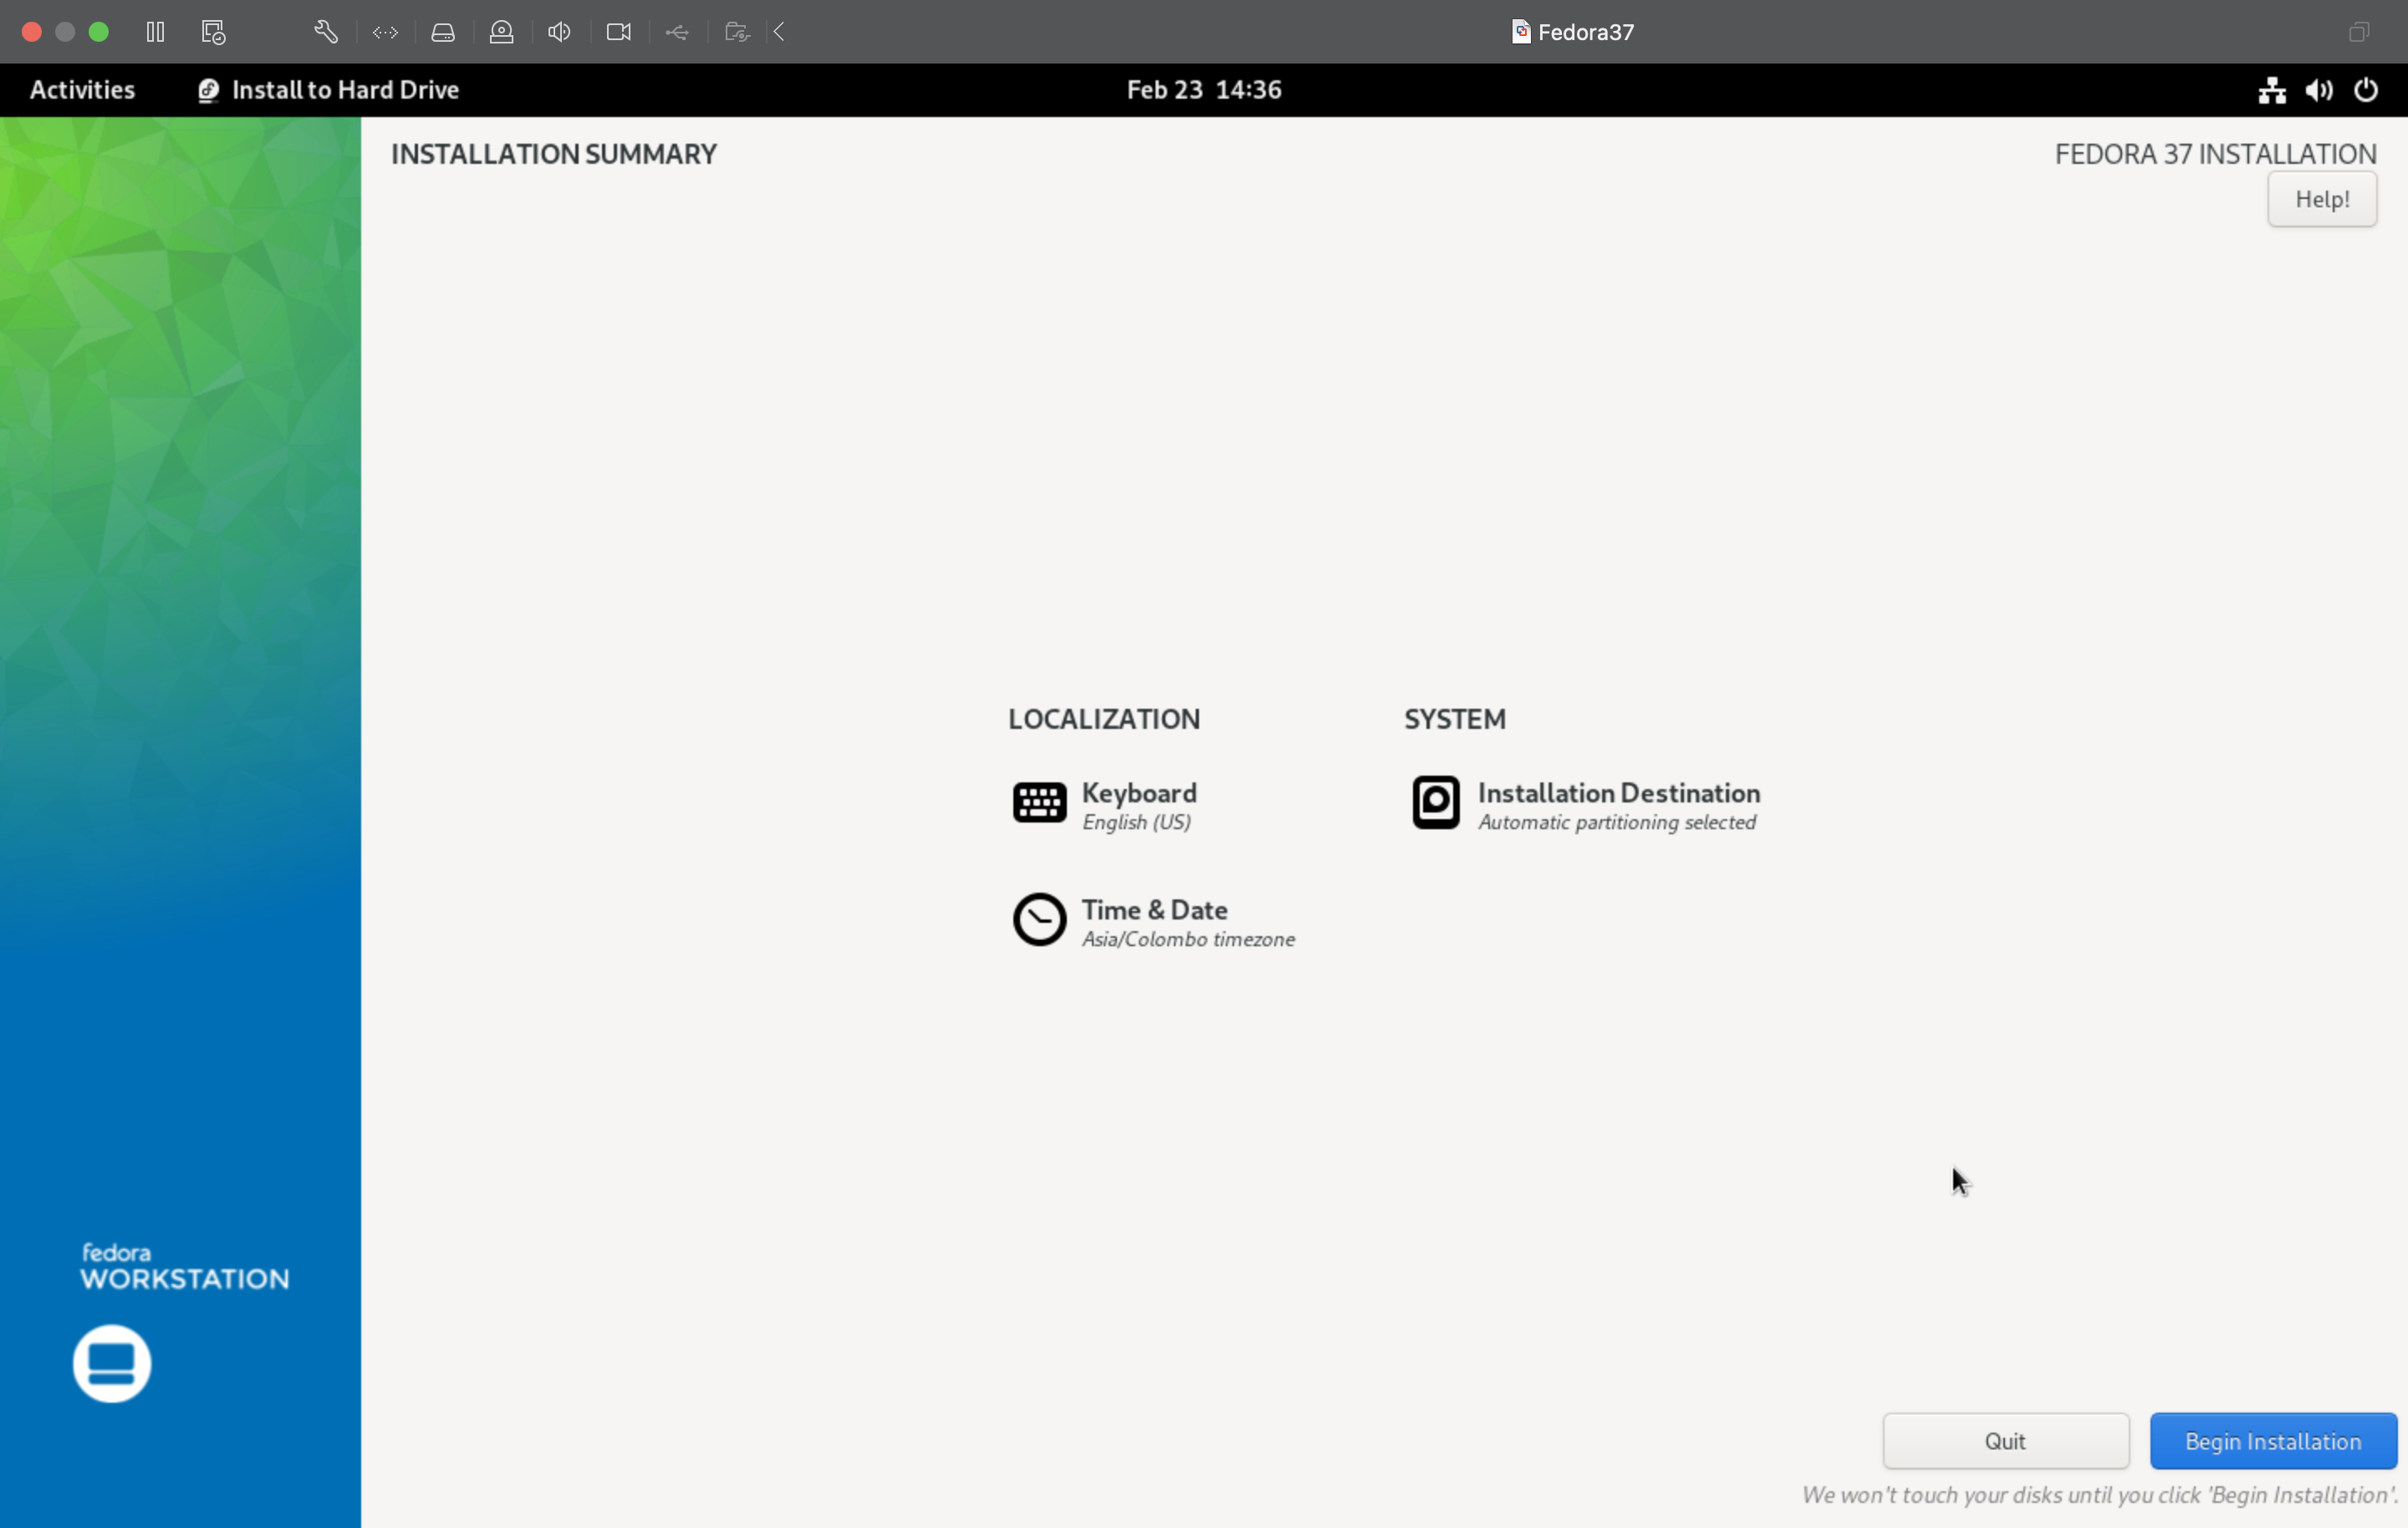 Fedora37
Activities
Install to Hard Drive
Feb 23 14:36
INSTALLATION SUMMARY
FEDORA 37 INSTALLATION
Help!
LOCALIZATION
SYSTEM
Keyboard
English (US)
Installation Destination
Automatic partitioning selected
Time & Date
Asia/Colombo timezone
fedora
WORKSTATION
Quit
Begin Installation
We won't touch your disks until you click 'Begin Installation'.